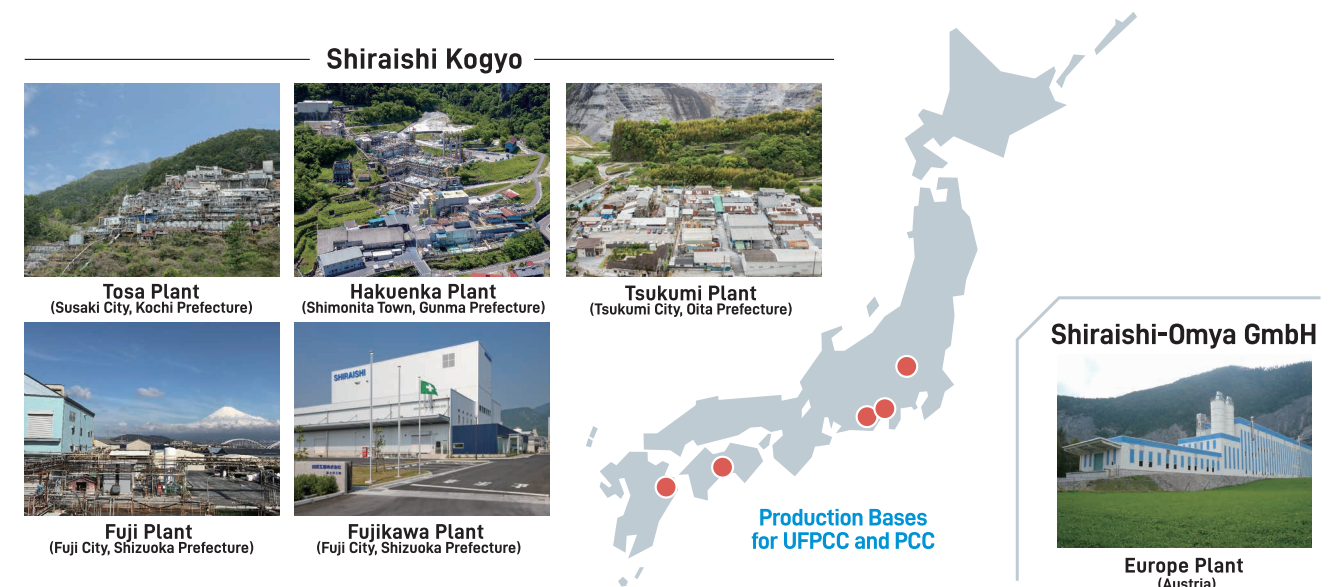 Shiraishi Kogyo
Tosa Plant
(Susaki City, Kochi Prefecture)
Hakuenka Plant
(Shimonita Town, Gunma Prefecture)
Tsukumi Plant
(Tsukumi City, Oita Prefecture)
SHIRAISHI
Fuji Plant
(Fuji City, Shizuoka Prefecture)
Fujikawa Plant
(Fuji City, Shizuoka Prefecture)
Production Bases
for UFPCC and PCC
Shiraishi-Omya GmbH
Europe Plant
(Austria)